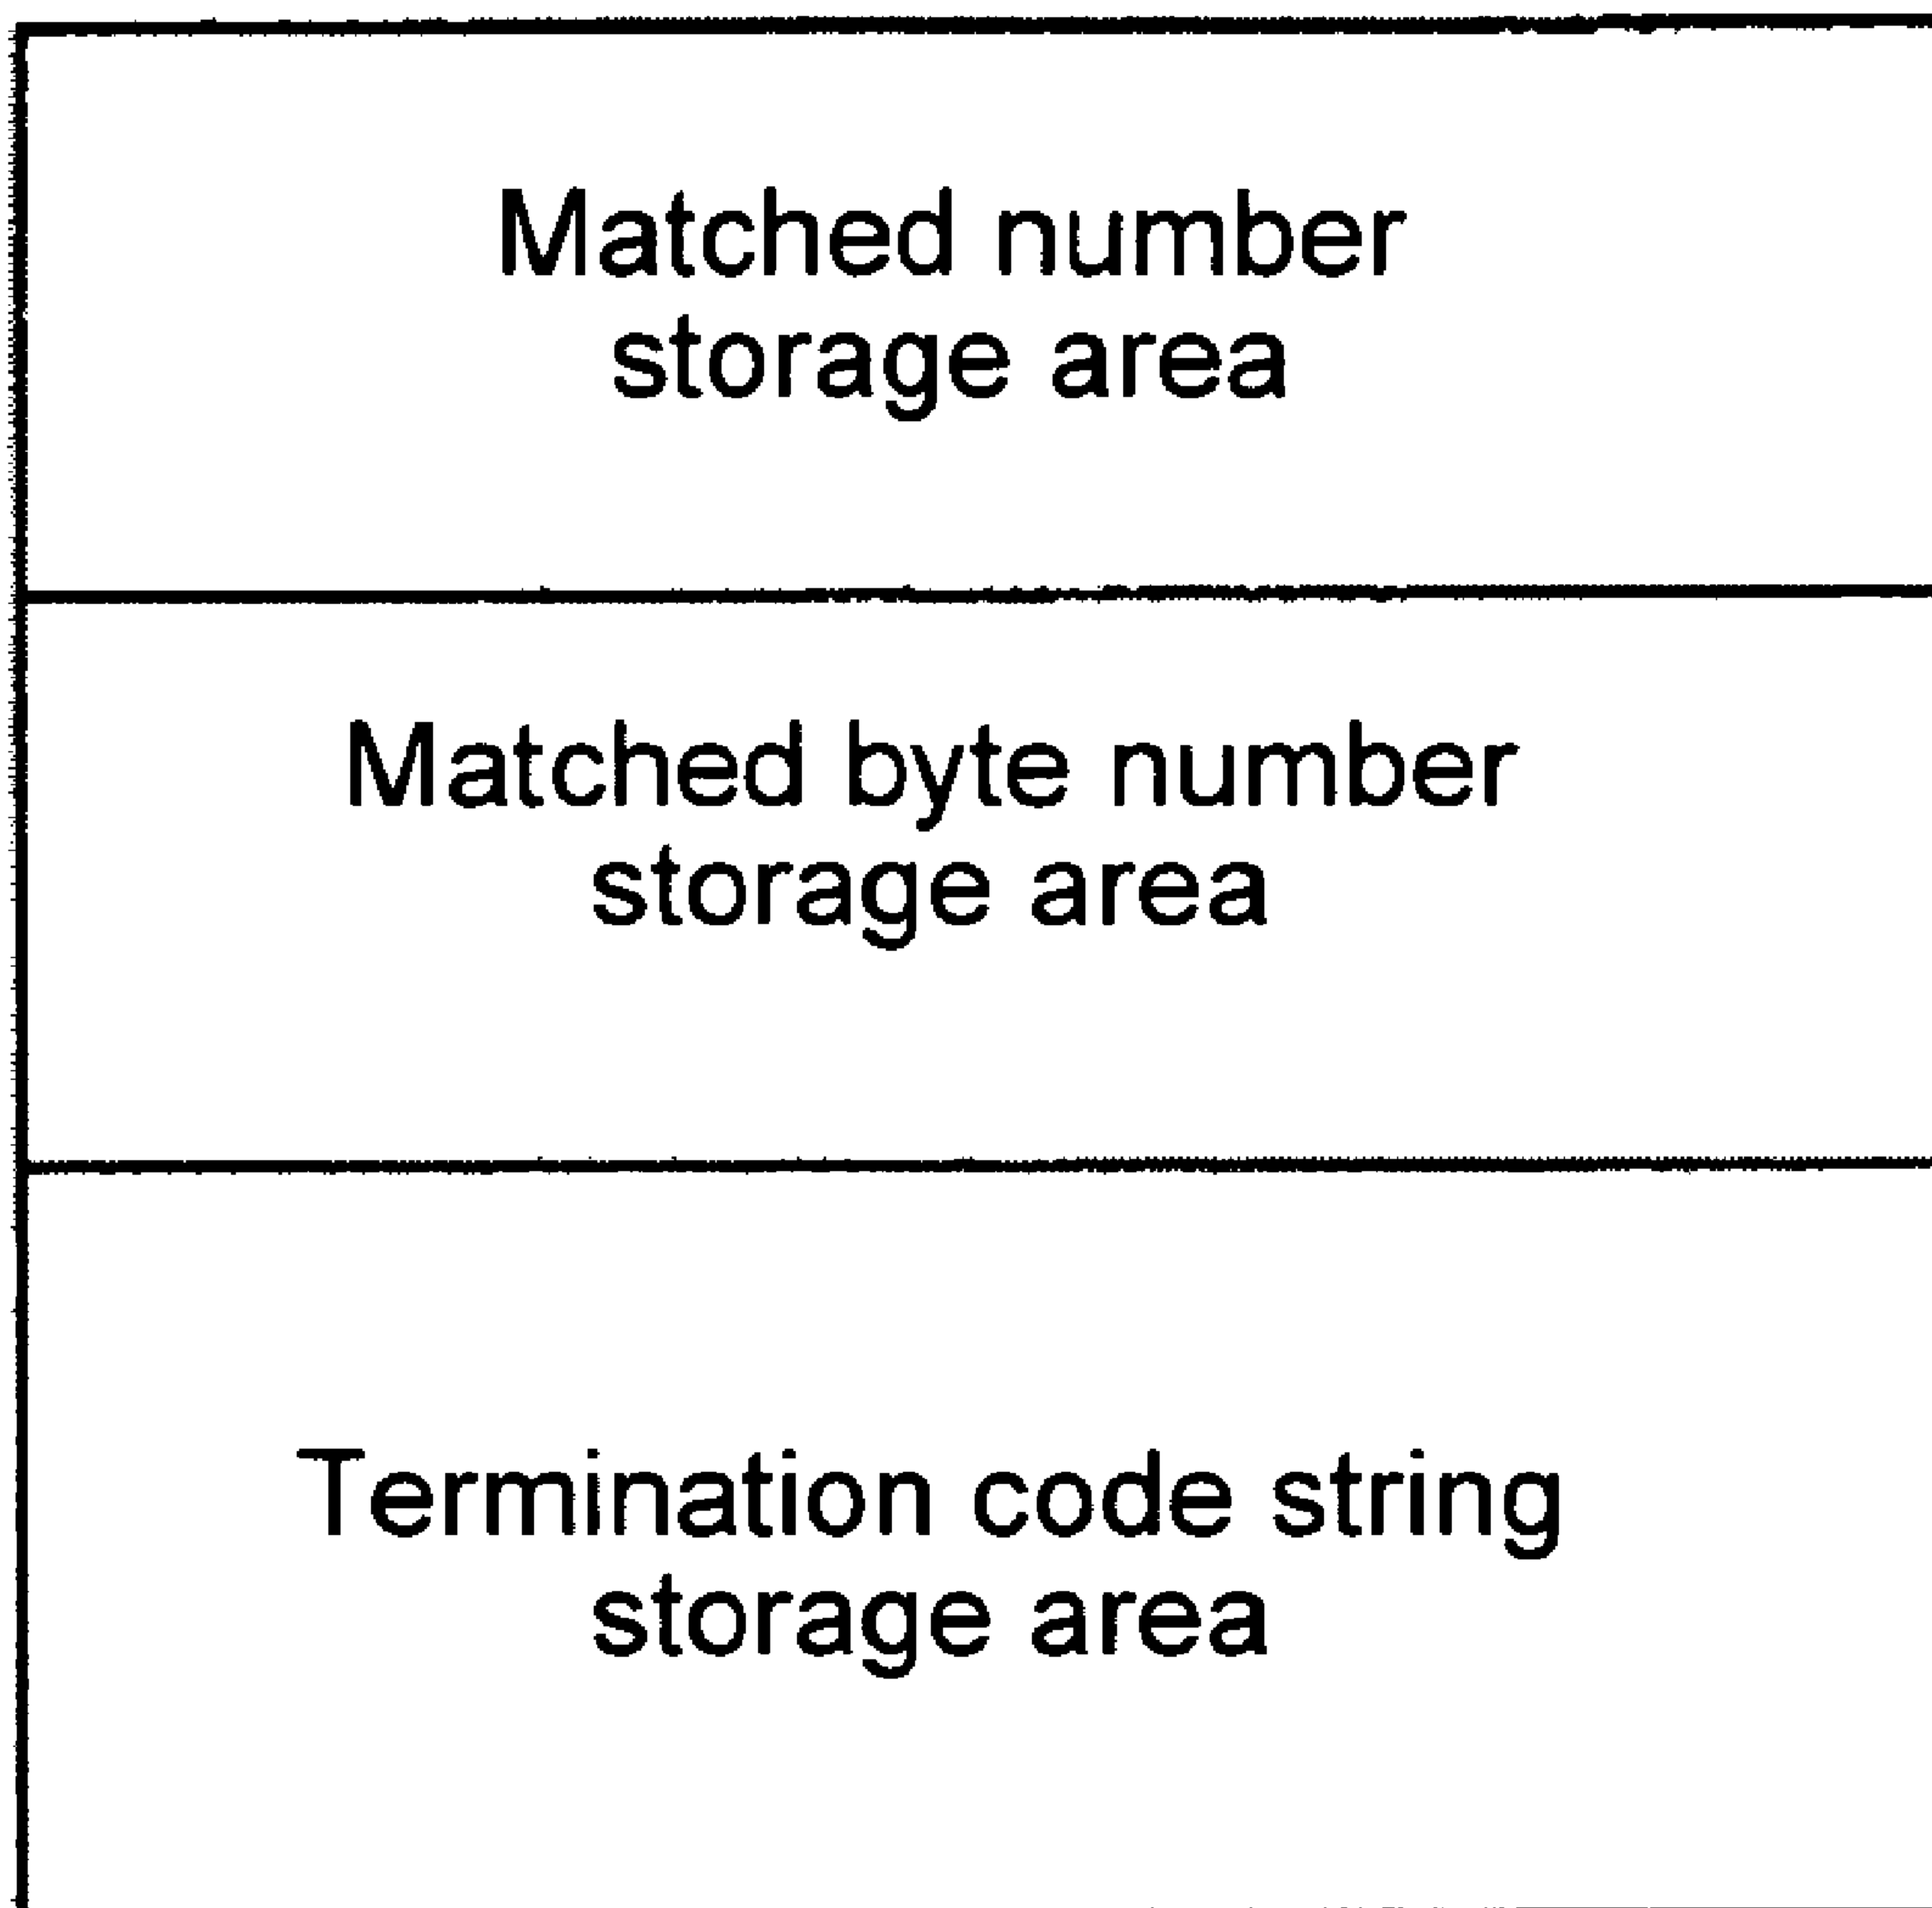 Matched number
storage area
Matched byte number
storage area
Termination code string
storage area